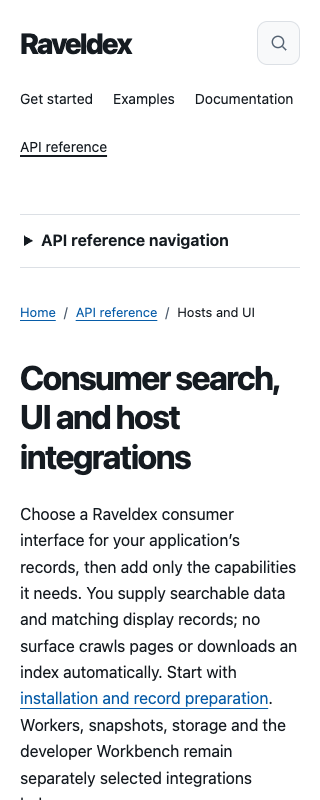 Raveldex
Get started Examples Documentation
API reference
API reference navigation
Home / API reference / Hosts and UI
Consumer search,
UI and host
integrations
Choose a Raveldex consumer
interface for your application’s
records, then add only the capabilities
it needs. You supply searchable data
and matching display records; no
surface crawls pages or downloads an
index automatically. Start with
installation and record preparation.
Workers, snapshots, storage and the
developer Workbench remain
separately selected integrations